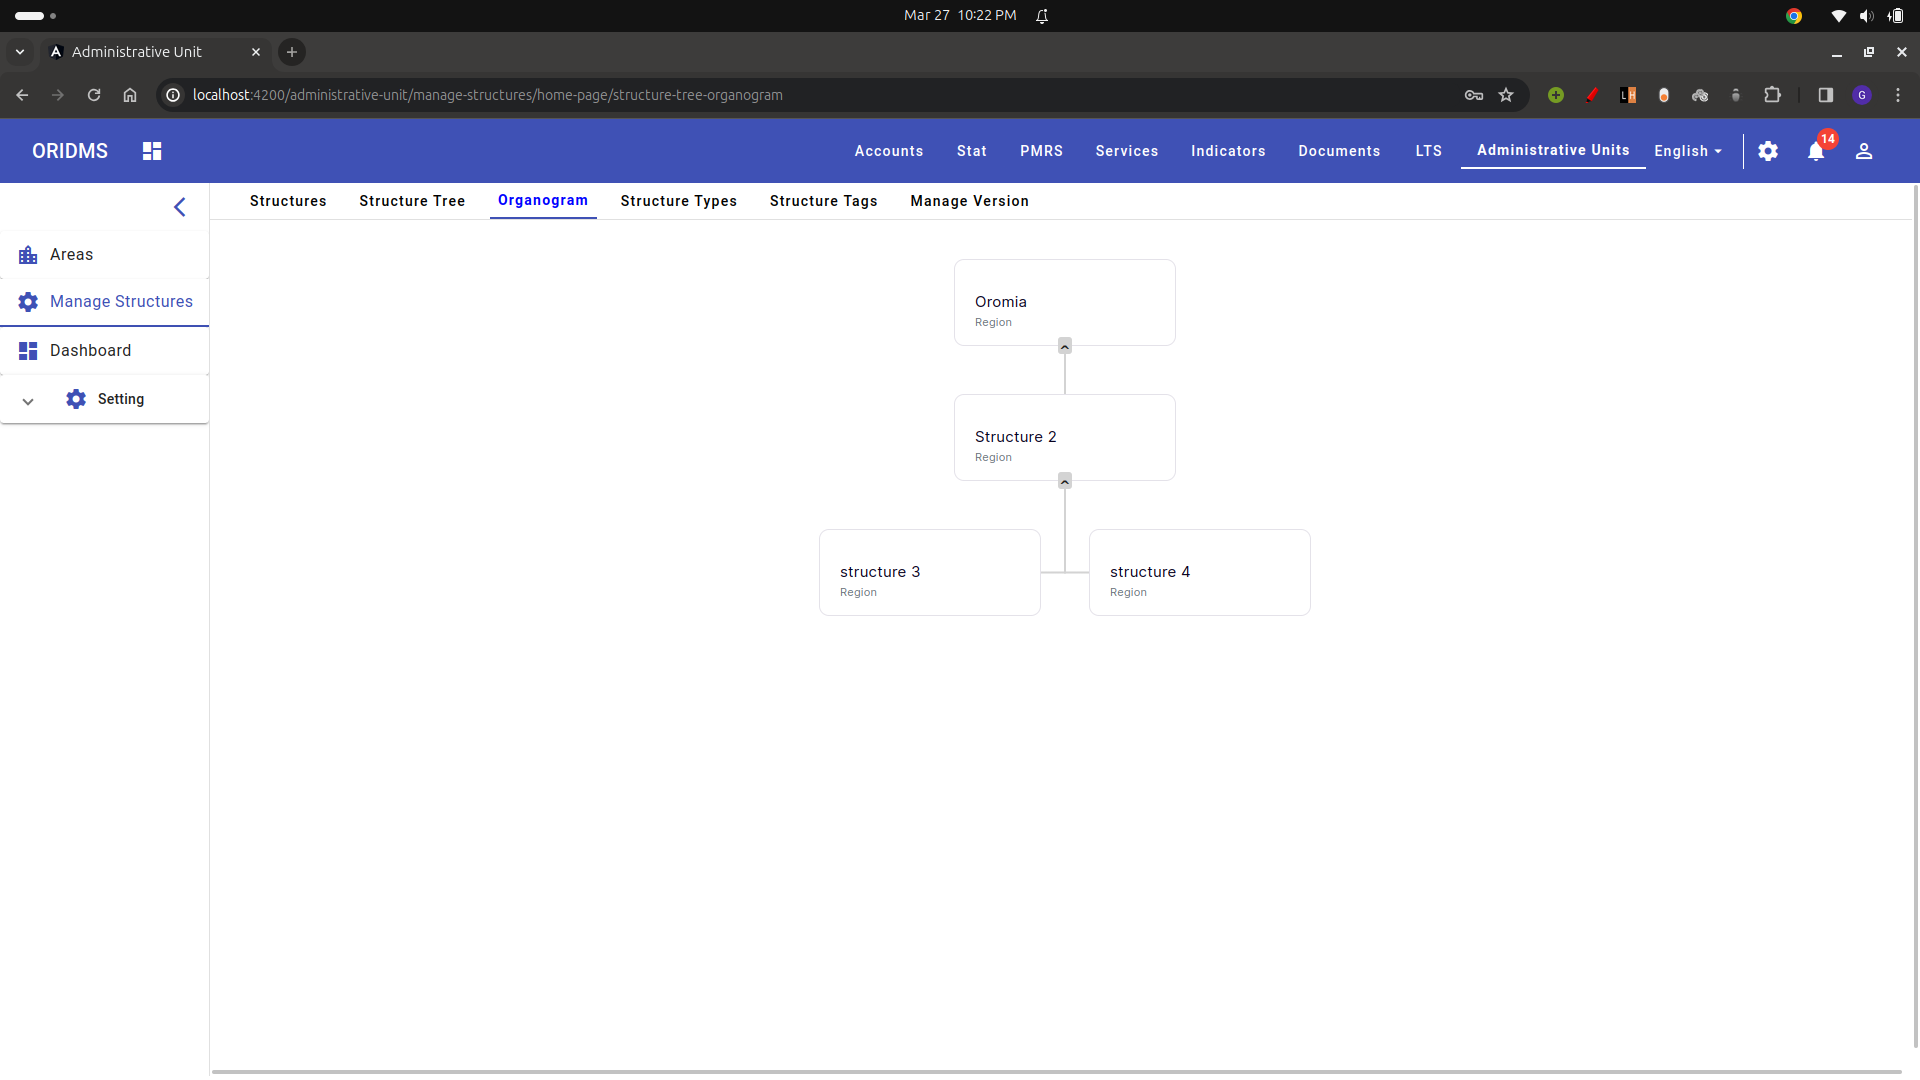 Mar 27 10:22 PM
Administrative Unit
localhost:4200/administrative-unit/manage-structures/home-page/structure-tree-organogram
LH
G
ORIDMS
Accounts Stat PMRS Services Indicators Documents LTS Administrative Units English 14
Structures Structure Tree Organogram Structure Types Structure Tags Manage Version
Areas
Manage Structures
Dashboard
Setting
Oromia
Region
Structure 2
Region
structure 3
Region
structure 4
Region